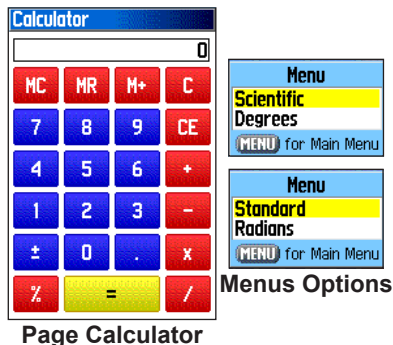 Calculator
0
MC MR M+ C
7 8 9 CE
4 5 6 +
1 2 3 -
± 0 . x
% = /
Page Calculator
Menu
Scientific
Degrees
MENU for Main Menu
Menu
Standard
Radians
MENU for Main Menu
Menus Options